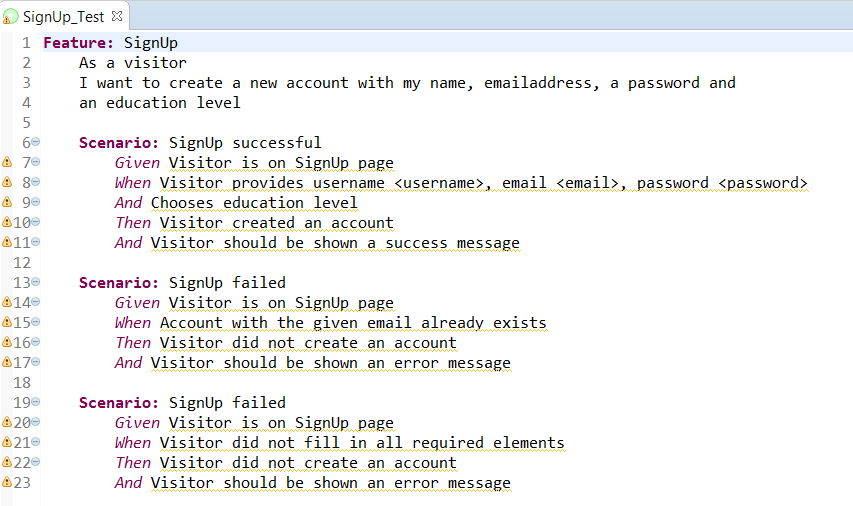 SignUp_Test
1 Feature: SignUp
2 As a visitor
3 I want to create a new account with my name, emailaddress, a password and
4 an education level
5
6 Scenario: SignUp successful
7 Given Visitor is on SignUp page
8 When Visitor provides username <username>, email <email>, password <password>
9 And Chooses education level
10 Then Visitor created an account
11 And Visitor should be shown a success message
12
13 Scenario: SignUp failed
14 Given Visitor is on SignUp page
15 When Account with the given email already exists
16 Then Visitor did not create an account
17 And Visitor should be shown an error message
18
19 Scenario: SignUp failed
20 Given Visitor is on SignUp page
21 When Visitor did not fill in all required elements
22 Then Visitor did not create an account
23 And Visitor should be shown an error message